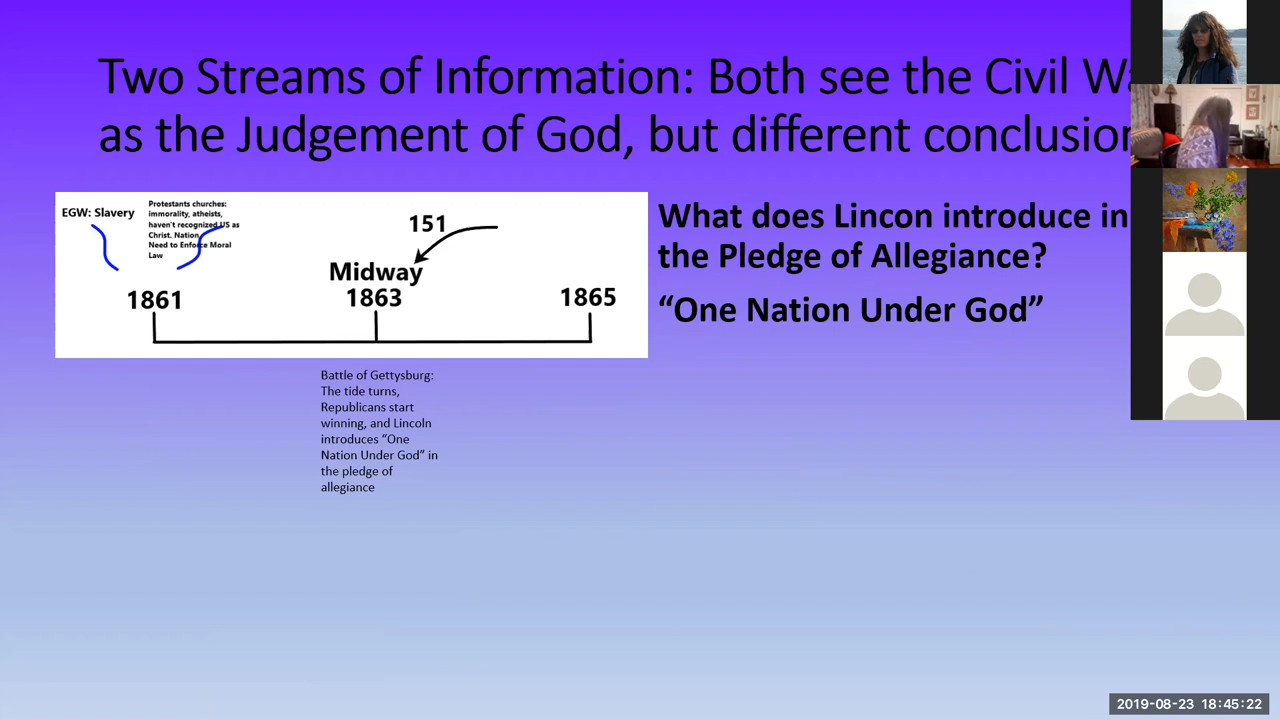 Two Streams of Information: Both see the Civil Wa
as the Judgement of God, but different conclusion
EGW: Slavery
Protestants churches:
immorality, atheists,
haven't recognized US as
Christ. Nation.
Need to Enforce Moral
Law
151
Midway
1861
1863
1865
What does Lincon introduce in
the Pledge of Allegiance?
“One Nation Under God”
Battle of Gettysburg:
The tide turns,
Republicans start
winning, and Lincoln
introduces “One
Nation Under God” in
the pledge of
allegiance
2019-08-23 18:45:22